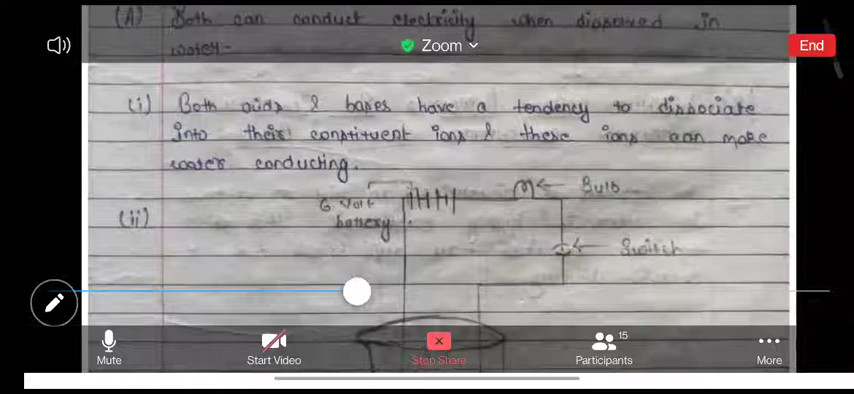 (A) Both can conduct electricity when dissolved in
Zoom
End
water-
(i) Both acids & bases have a tendency to dissociate
into their constituent ions & these ions can make
water conducting.
6 Volt
battery
Bulb
(ii)
Switch
15
Mute
Start Video
Stop Share
Participants
More